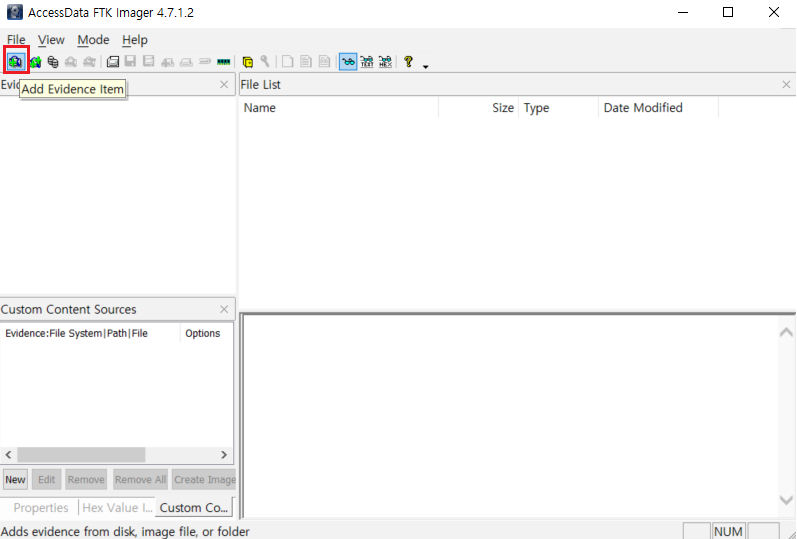 AccessData FTK Imager 4.7.1.2
File View Mode Help
Evic
Add Evidence Item
File List
Name Size Type Date Modified
Custom Content Sources
Evidence:File System|Path|File Options
New Edit Remove Remove All Create Image
Properties Hex Value I... Custom Co...
Adds evidence from disk, image file, or folder
NUM